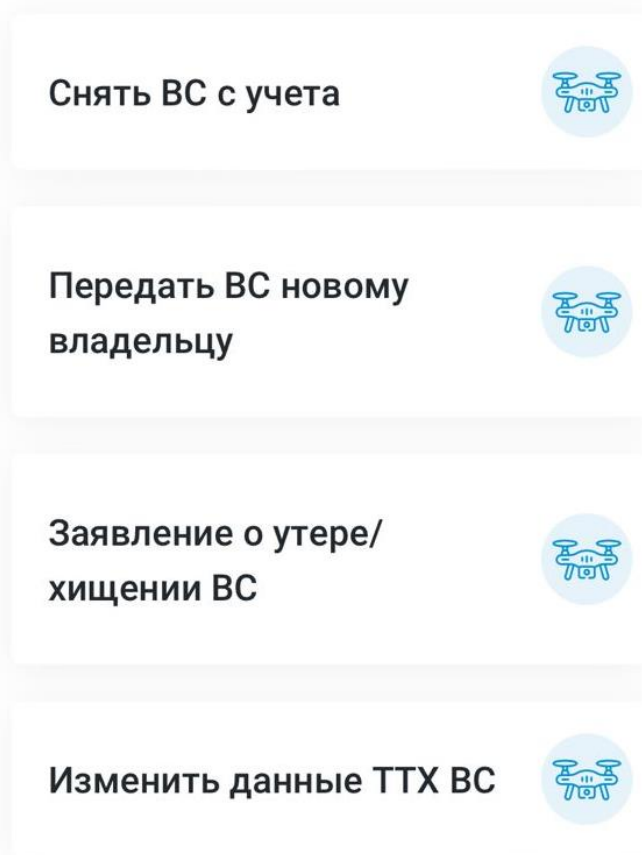 Снять ВС с учета
Передать ВС новому
владельцу
Заявление о утере/
хищении ВС
Изменить данные ТТХ ВС